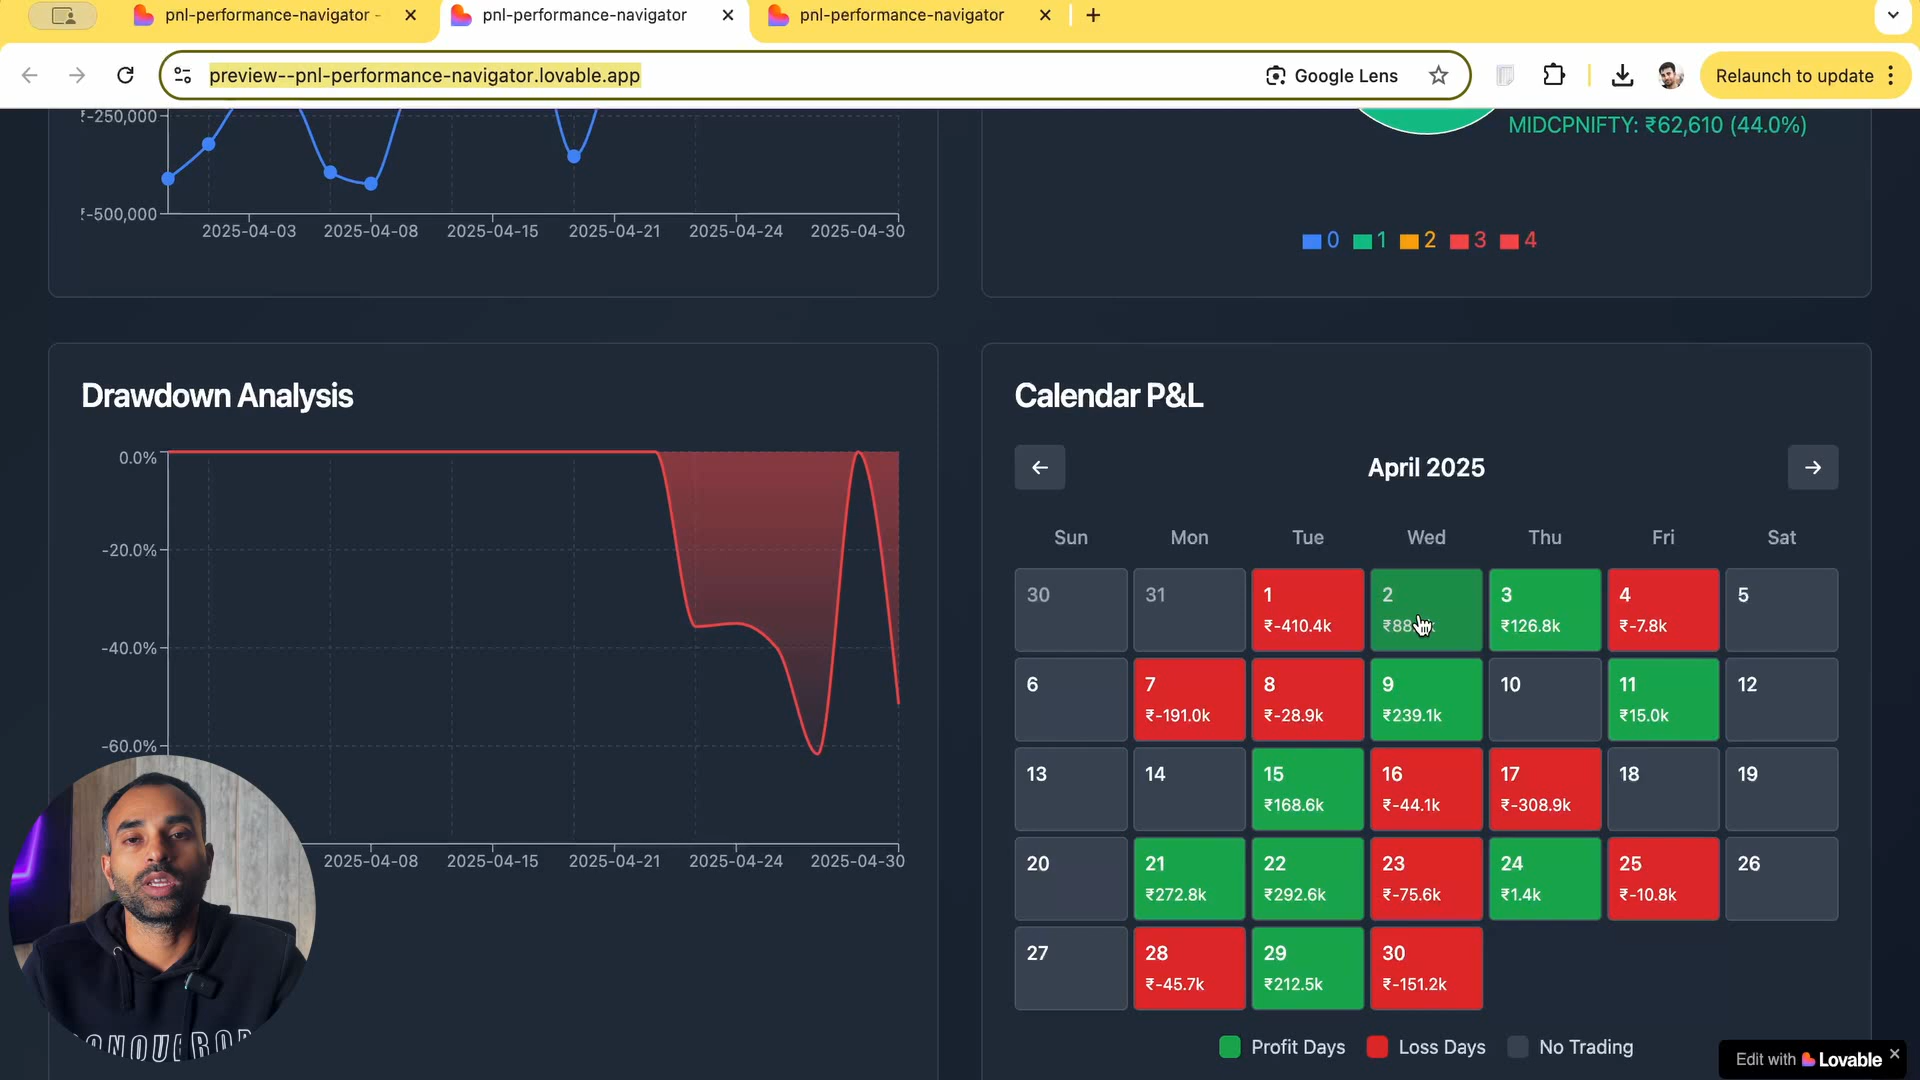 pnl-performance-navigator -
pnl-performance-navigator
pnl-performance-navigator
preview--pnl-performance-navigator.lovable.app
Google Lens
Relaunch to update
-250,000
-500,000
2025-04-03 2025-04-08 2025-04-15 2025-04-21 2025-04-24 2025-04-30
MIDCPNIFTY: ₹62,610 (44.0%)
0 1 2 3 4
Drawdown Analysis
0.0%
-20.0%
-40.0%
-60.0%
2025-04-08 2025-04-15 2025-04-21 2025-04-24 2025-04-30
Calendar P&L
April 2025
Sun Mon Tue Wed Thu Fri Sat
30 31 1 2 3 4 5
₹-410.4k ₹126.8k ₹-7.8k
6 7 8 9 10 11 12
₹-191.0k ₹-28.9k ₹239.1k ₹15.0k
13 14 15 16 17 18 19
₹168.6k ₹-44.1k ₹-308.9k
20 21 22 23 24 25 26
₹272.8k ₹292.6k ₹-75.6k ₹1.4k ₹-10.8k
27 28 29 30
₹-45.7k ₹212.5k ₹-151.2k
Profit Days Loss Days No Trading
Edit with Lovable